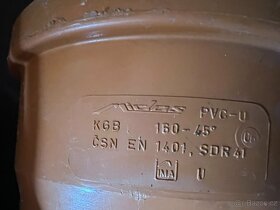 PVC-U
KGB 160-45°
ČSN EN 1401, SDR 41
U